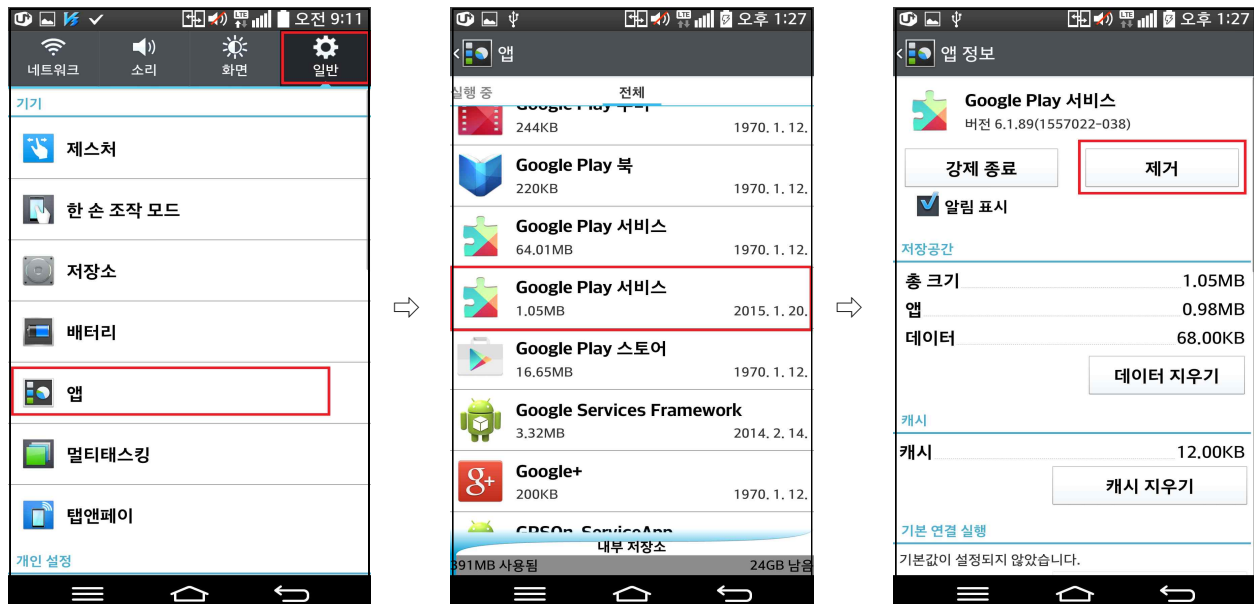 오전 9:11
네트워크
소리
화면
일반
기기
제스처
한 손 조작 모드
저장소
배터리
앱
멀티태스킹
탭앤페이
개인 설정
⇨
오후 1:27
앱
실행 중
전체
Google Play 무비
244KB
1970. 1. 12.
Google Play 북
220KB
1970. 1. 12.
Google Play 서비스
64.01MB
1970. 1. 12.
Google Play 서비스
1.05MB
2015. 1. 20.
Google Play 스토어
16.65MB
1970. 1. 12.
Google Services Framework
3.32MB
2014. 2. 14.
Google+
200KB
1970. 1. 12.
GPSOn_ServiceApp
내부 저장소
391MB 사용됨
24GB 남음
⇨
오후 1:27
앱 정보
Google Play 서비스
버전 6.1.89(1557022-038)
강제 종료
제거
알림 표시
저장공간
총 크기
1.05MB
앱
0.98MB
데이터
68.00KB
데이터 지우기
캐시
캐시
12.00KB
캐시 지우기
기본 연결 실행
기본값이 설정되지 않았습니다.